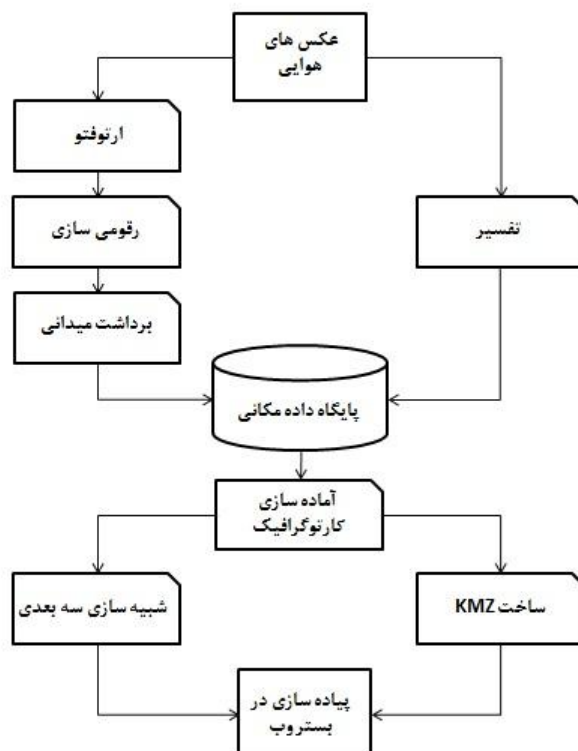 عکس های
هوایی
ارتوفتو
رقومی سازی
تفسیر
برداشت میدانی
پایگاه داده مکانی
آماده سازی
کارتوگرافیک
شبیه سازی سه بعدی
ساخت KMZ
پیاده سازی در
بستروب